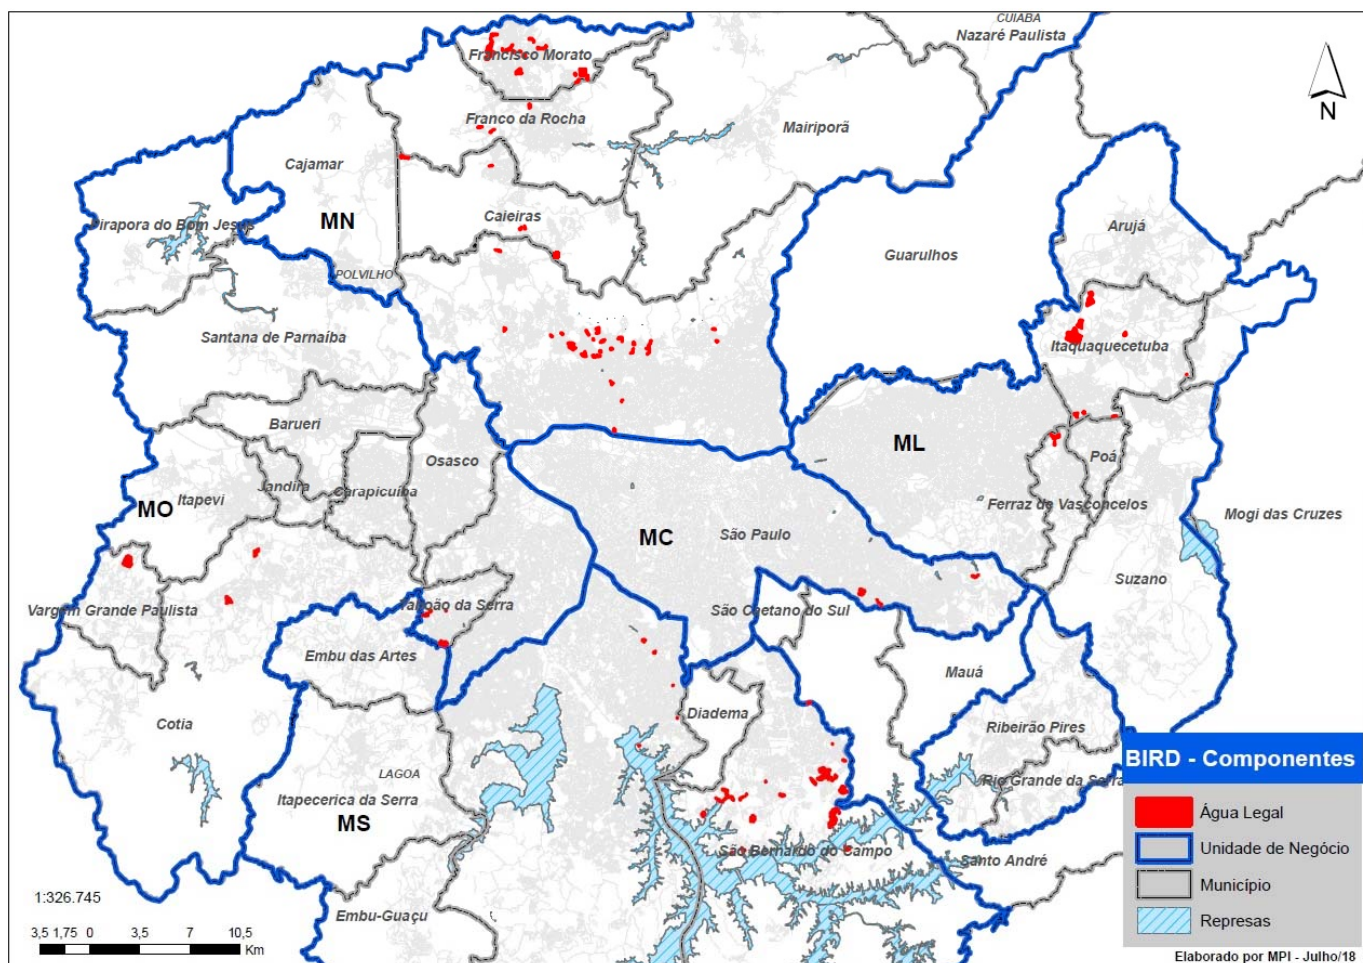 CUIABA
Nazaré Paulista
Francisco Morato
N
Franco da Rocha
Mairiporã
Cajamar
MN
Caieiras
Pirapora do Bom Jesus
Arujá
Guarulhos
POLVILHO
Santana de Parnaíba
Itaquaquecetuba
Barueri
Osasco
ML
Poá
Jandira
Carapicuíba
Itapevi
MO
Ferraz de Vasconcelos
Mogi das Cruzes
MC
São Paulo
Suzano
Vargem Grande Paulista
Taboão da Serra
São Caetano do Sul
Embu das Artes
Mauá
Cotia
Diadema
Ribeirão Pires
LAGOA
Itapecerica da Serra
MS
Rio Grande da Serra
São Bernardo do Campo
Santo André
Embu-Guaçu
1:326.745
3,5 1,75 0 3,5 7 10,5
Km
BIRD - Componentes
Água Legal
Unidade de Negócio
Município
Represas
Elaborado por MPI - Julho/18